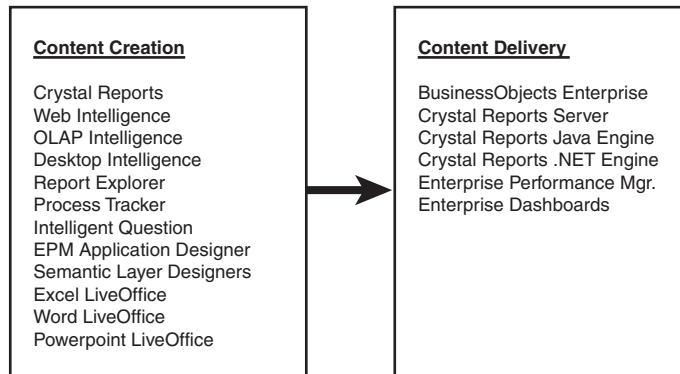 Content Creation
Crystal Reports
Web Intelligence
OLAP Intelligence
Desktop Intelligence
Report Explorer
Process Tracker
Intelligent Question
EPM Application Designer
Semantic Layer Designers
Excel LiveOffice
Word LiveOffice
Powerpoint LiveOffice
Content Delivery
BusinessObjects Enterprise
Crystal Reports Server
Crystal Reports Java Engine
Crystal Reports .NET Engine
Enterprise Performance Mgr.
Enterprise Dashboards